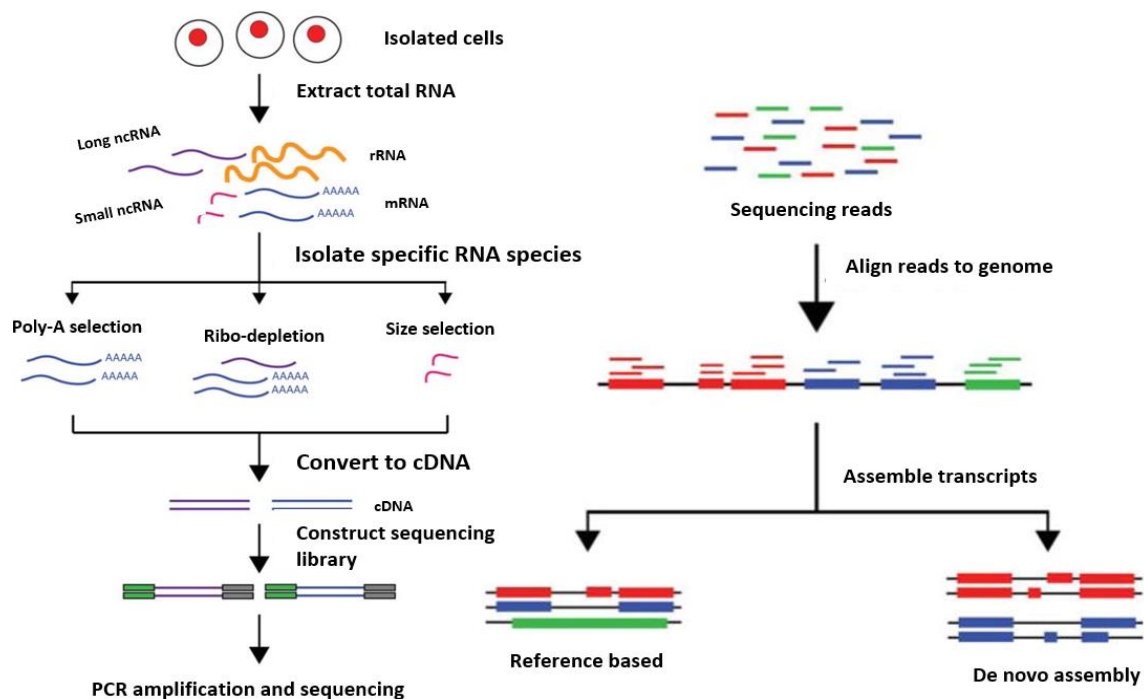 Isolated cells
Extract total RNA
Long ncRNA
rRNA
Small ncRNA
AAAAA
mRNA
AAAAA
Isolate specific RNA species
Poly-A selection
Ribo-depletion
Size selection
AAAAA
AAAAA
AAAAA
AAAAA
Convert to cDNA
cDNA
Construct sequencing
library
PCR amplification and sequencing
Sequencing reads
Align reads to genome
Assemble transcripts
Reference based
De novo assembly